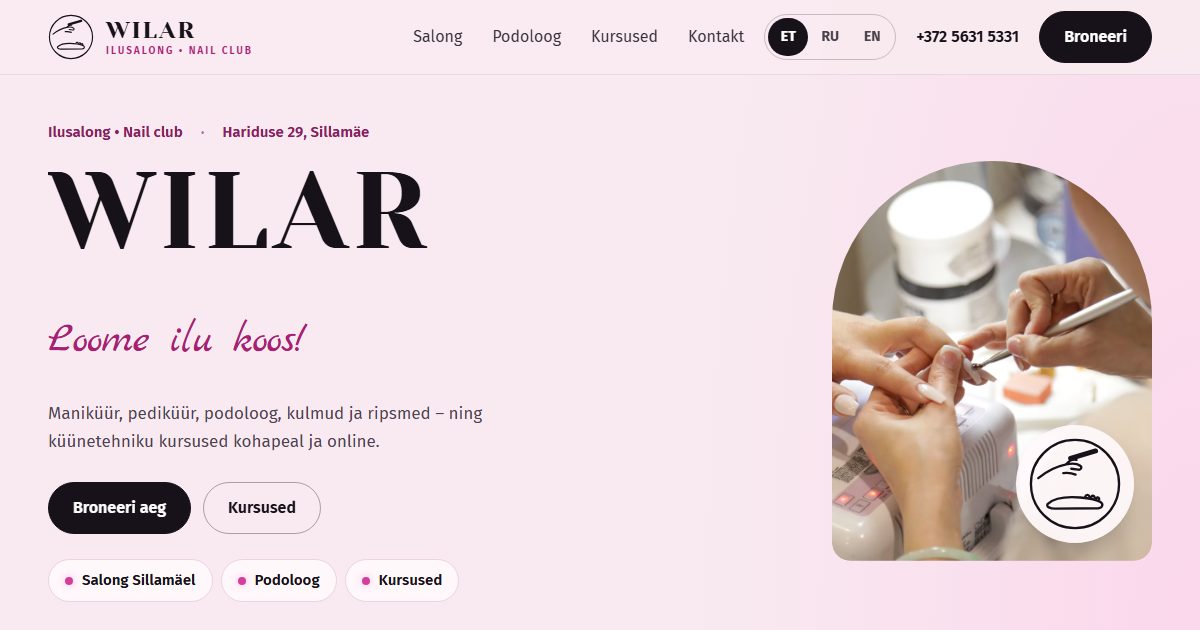 WILAR
ILUSALONG • NAIL CLUB
Salong Podoloog Kursused Kontakt ET RU EN +372 5631 5331 Broneeri
Ilusalong • Nail club · Hariduse 29, Sillamäe
WILAR
Loome ilu koos!
Maniküür, pediküür, podoloog, kulmud ja ripsmed – ning
küünetehniku kursused kohapeal ja online.
Broneeri aeg Kursused
Salong Sillamäel Podoloog Kursused